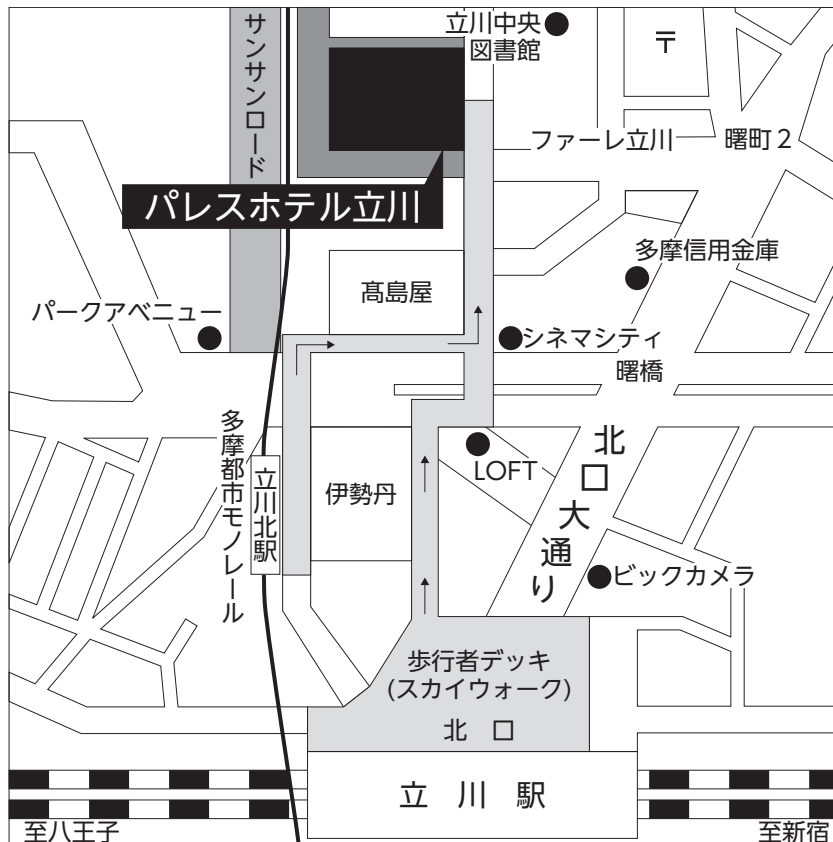 サンサンロード
立川中央
図書館
〒
ファーレ立川
曙町2
パレスホテル立川
髙島屋
多摩信用金庫
パークアベニュー
シネマシティ
曙橋
多摩都市モノレール
立川北駅
伊勢丹
LOFT
北口大通り
ビックカメラ
歩行者デッキ
(スカイウォーク)
北 口
立 川 駅
至八王子
至新宿